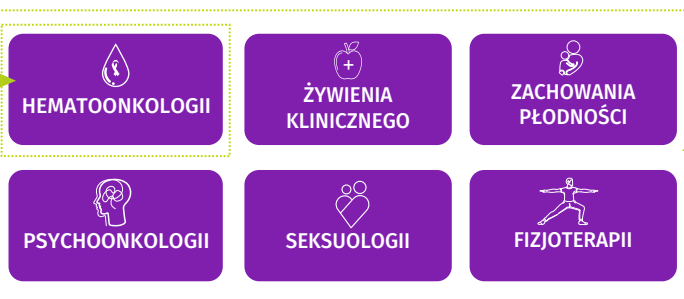 HEMATOONKOLOGII
ŻYWIENIA
KLINICZNEGO
ZACHOWANIA
PŁODNOŚCI
PSYCHOONKOLOGII
SEKSUOLOGII
FIZJOTERAPII